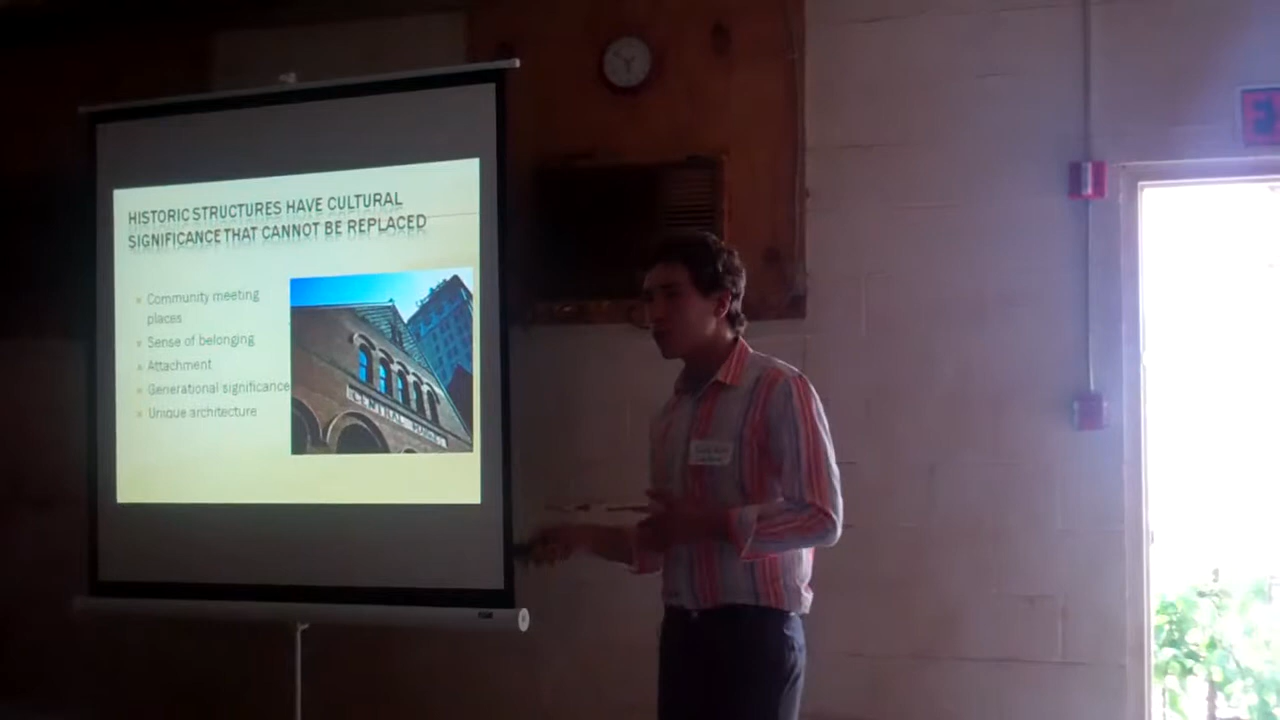 HISTORIC STRUCTURES HAVE CULTURAL
SIGNIFICANCE THAT CANNOT BE REPLACED
Community meeting
places
Sense of belonging
Attachment
Generational significance
Unique architecture
CENTRAL
E